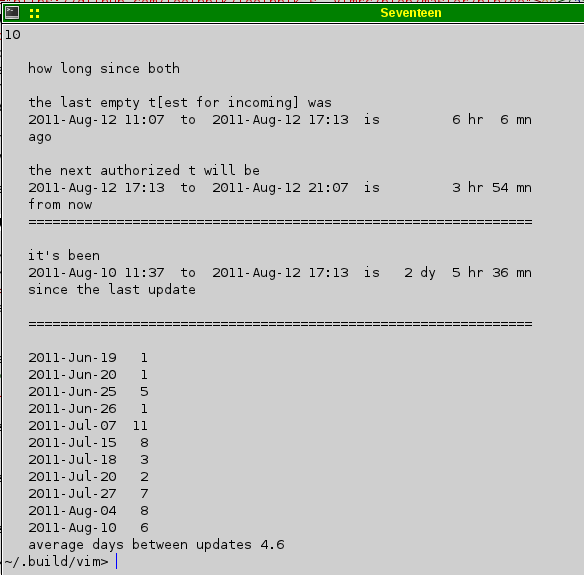 Seventeen
10
how long since both
the last empty t[est for incoming] was
2011-Aug-12 11:07  to  2011-Aug-12 17:13  is         6 hr  6 mn
ago
the next authorized t will be
2011-Aug-12 17:13  to  2011-Aug-12 21:07  is         3 hr 54 mn
from now
===============================================================
it's been
2011-Aug-10 11:37  to  2011-Aug-12 17:13  is   2 dy  5 hr 36 mn
since the last update
===============================================================
2011-Jun-19   1
2011-Jun-20   1
2011-Jun-25   5
2011-Jun-26   1
2011-Jul-07  11
2011-Jul-15   8
2011-Jul-18   3
2011-Jul-20   2
2011-Jul-27   7
2011-Aug-04   8
2011-Aug-10   6
average days between updates 4.6
~/.build/vim>